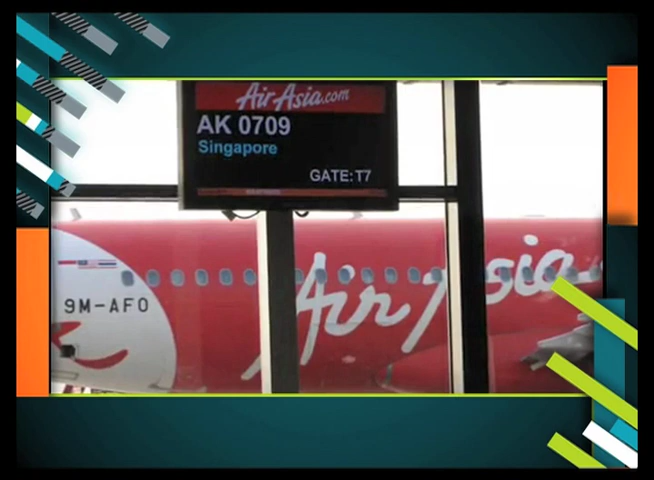 AirAsia.com
AK 0709
Singapore
GATE: T7
9M-AFO
AirAsia